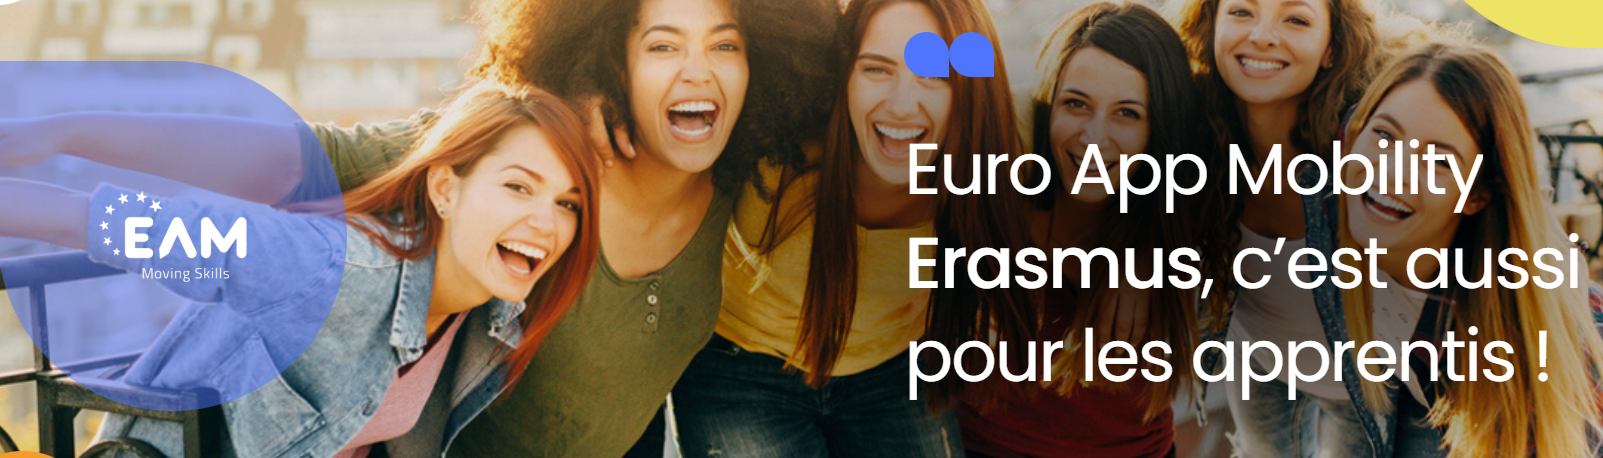 EAM
Moving Skills
Euro App Mobility
Erasmus, c’est aussi
pour les apprentis !